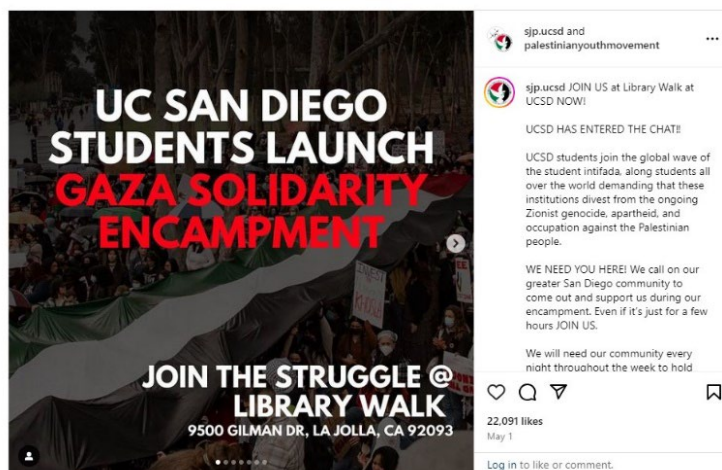 UC SAN DIEGO
STUDENTS LAUNCH
GAZA SOLIDARITY
ENCAMPMENT
JOIN THE STRUGGLE @
LIBRARY WALK
9500 GILMAN DR, LA JOLLA, CA 92093
sjp.ucsd and
palestinianyouthmovement
sjp.ucsd JOIN US at Library Walk at
UCSD NOW!
UCSD HAS ENTERED THE CHAT!!
UCSD students join the global wave of
the student intifada, along students all
over the world demanding that these
institutions divest from the ongoing
Zionist genocide, apartheid, and
occupation against the Palestinian
people.
WE NEED YOU HERE! We call on our
greater San Diego community to
come out and support us during our
encampment. Even if it's just for a few
hours JOIN US.
We will need our community every
night throughout the week to hold
22,091 likes
May 1
Log in to like or comment.